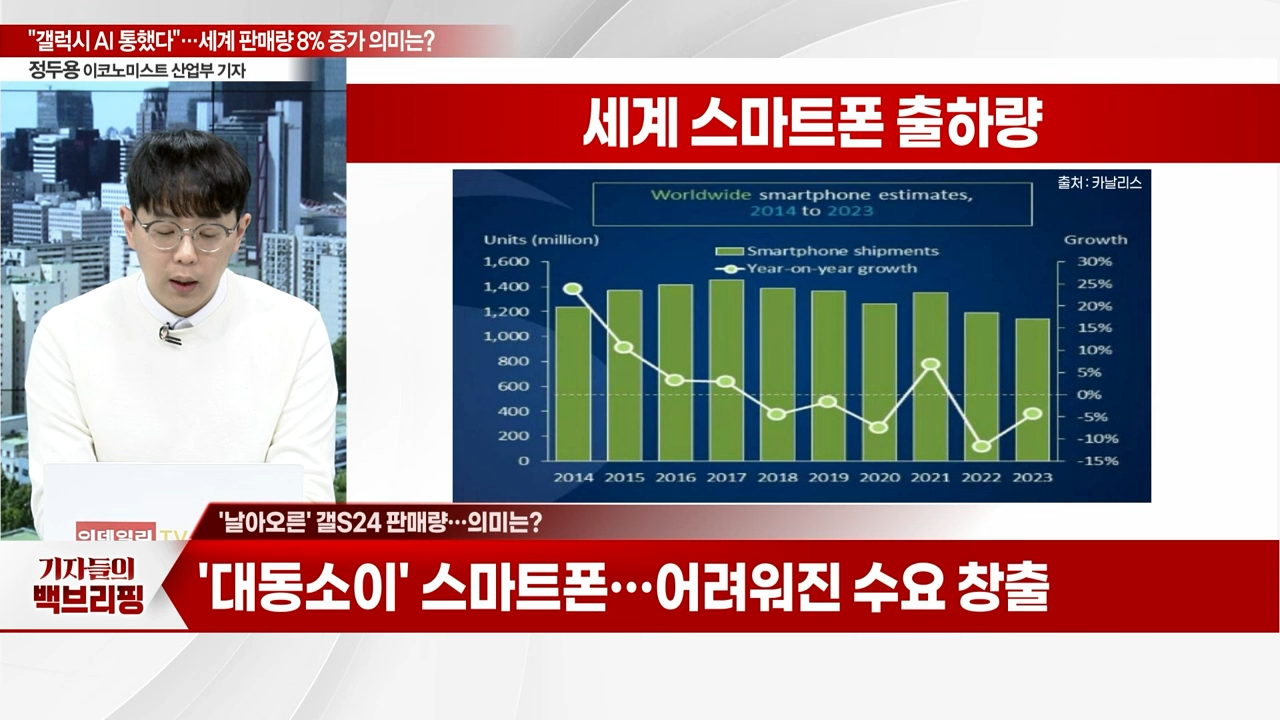 "갤럭시 AI 통했다"…세계 판매량 8% 증가 의미는?
정두용 이코노미스트 산업부 기자
세계 스마트폰 출하량
출처 : 카날리스
Worldwide smartphone estimates,
2014 to 2023
Units (million)
Growth
Smartphone shipments
Year-on-year growth
1,600
1,400
1,200
1,000
800
600
400
200
0
30%
25%
20%
15%
10%
5%
0%
-5%
-10%
-15%
2014 2015 2016 2017 2018 2019 2020 2021 2022 2023
이데일리 TV
'날아오른' 갤S24 판매량…의미는?
기자들의
백브리핑
'대동소이' 스마트폰…어려워진 수요 창출